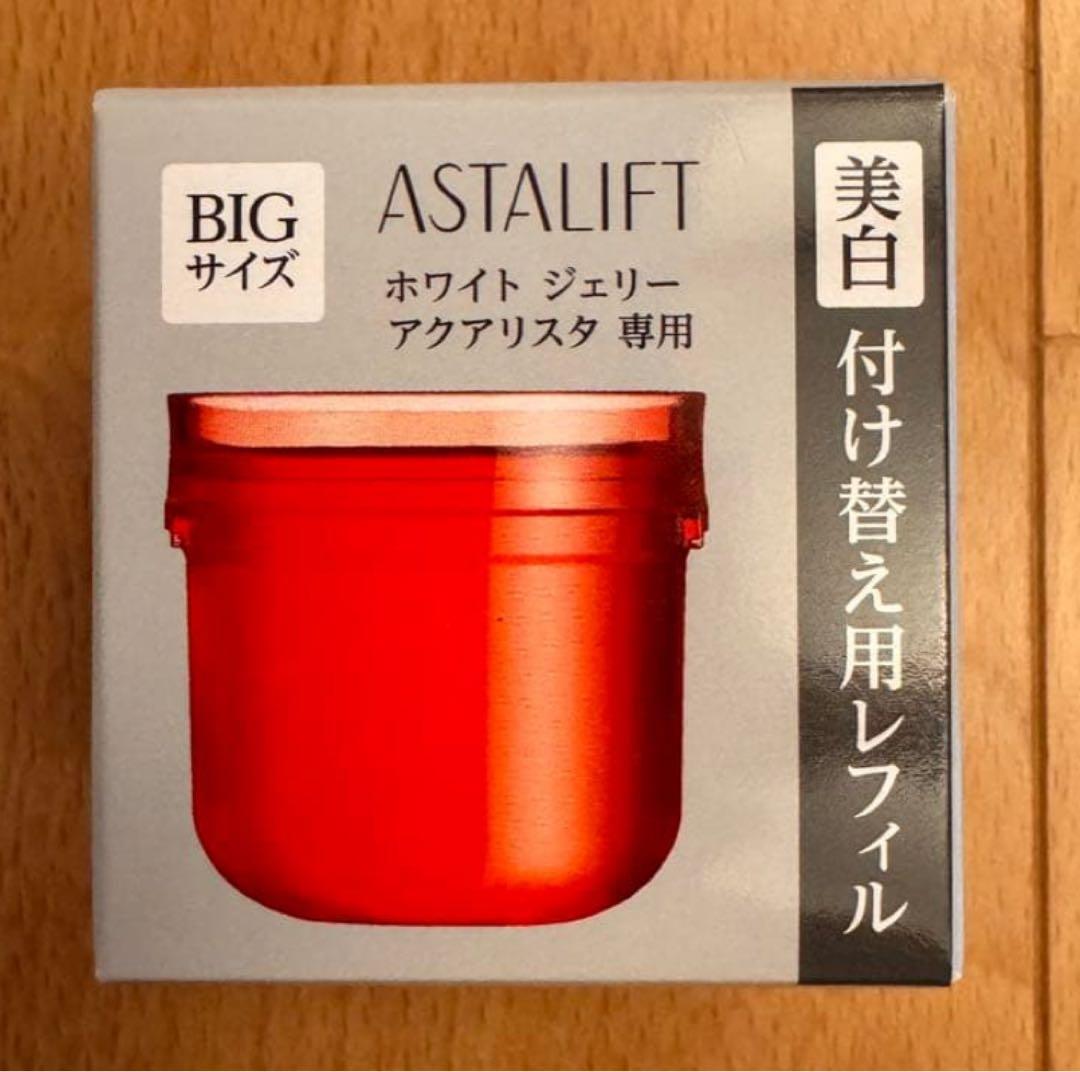 BIG
サイズ
ASTALIFT
ホワイト ジェリー
アクアリスタ 専用
美白
付け替え用レフィル